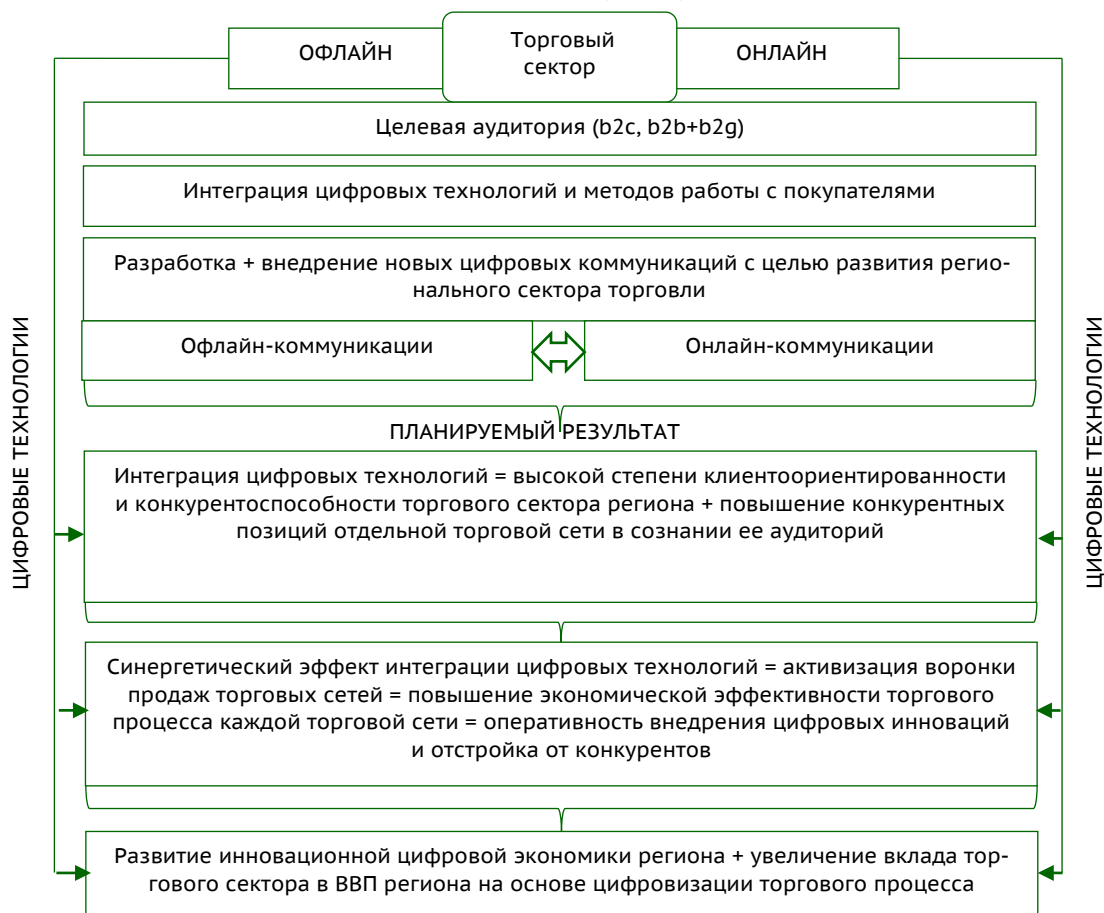 ОФЛАЙН
Торговый
сектор
ОНЛАЙН
Целевая аудитория (b2c, b2b+b2g)
Интеграция цифровых технологий и методов работы с покупателями
Разработка + внедрение новых цифровых коммуникаций с целью развития регио-
нального сектора торговли
Офлайн-коммуникации
Онлайн-коммуникации
ЦИФРОВЫЕ ТЕХНОЛОГИИ
ЦИФРОВЫЕ ТЕХНОЛОГИИ
ПЛАНИРУЕМЫЙ РЕЗУЛЬТАТ
Интеграция цифровых технологий = высокой степени клиентоориентированности
и конкурентоспособности торгового сектора региона + повышение конкурентных
позиций отдельной торговой сети в сознании ее аудиторий
Синергетический эффект интеграции цифровых технологий = активизация воронки
продаж торговых сетей = повышение экономической эффективности торгового
процесса каждой торговой сети = оперативность внедрения цифровых инноваций
и отстройка от конкурентов
Развитие инновационной цифровой экономики региона + увеличение вклада тор-
гового сектора в ВВП региона на основе цифровизации торгового процесса